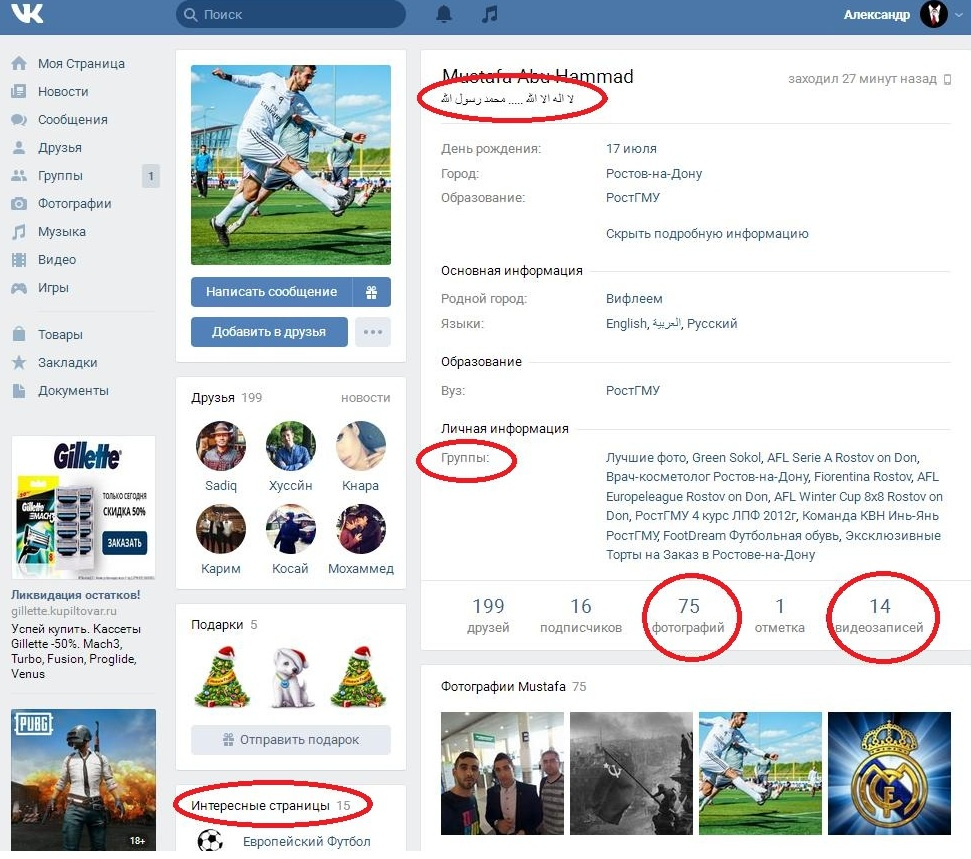 Поиск
Александр
Моя Страница
Новости
Сообщения
Друзья
Группы 1
Фотографии
Музыка
Видео
Игры
Товары
Закладки
Документы
Gillette
Gillette
MACH3
ТОЛЬКО СЕГОДНЯ
СКИДКА 50%
ЗАКАЗАТЬ
Ликвидация остатков!
gillette.kupiltovar.ru
Успей купить. Кассеты
Gillette -50%. Mach3,
Turbo, Fusion, Proglide,
Venus
PUBG
18+
Написать сообщение
Добавить в друзья
Друзья 199 новости
Sadiq Хуссйн Кнара
Карим Косай Мохаммед
Подарки 5
Отправить подарок
Интересные страницы 15
Европейский Футбол
Mustafa Abu Hammad
заходил 27 минут назад
لا اله الا الله ..... محمد رسول الله
День рождения: 17 июля
Город: Ростов-на-Дону
Образование: РостГМУ
Скрыть подробную информацию
Основная информация
Родной город: Вифлеем
Языки: English, العربية, Русский
Образование
Вуз: РостГМУ
Личная информация
Группы: Лучшие фото, Green Sokol, AFL Serie A Rostov on Don,
Врач-косметолог Ростов-на-Дону, Fiorentina Rostov, AFL
Europeleague Rostov on Don, AFL Winter Cup 8x8 Rostov on
Don, РостГМУ 4 курс ЛПФ 2012г, Команда КВН Инь-Янь
РостГМУ, FootDream Футбольная обувь, Эксклюзивные
Торты на Заказ в Ростове-на-Дону
199 16 75 1 14
друзей подписчиков фотографий отметка видеозаписей
Фотографии Mustafa 75